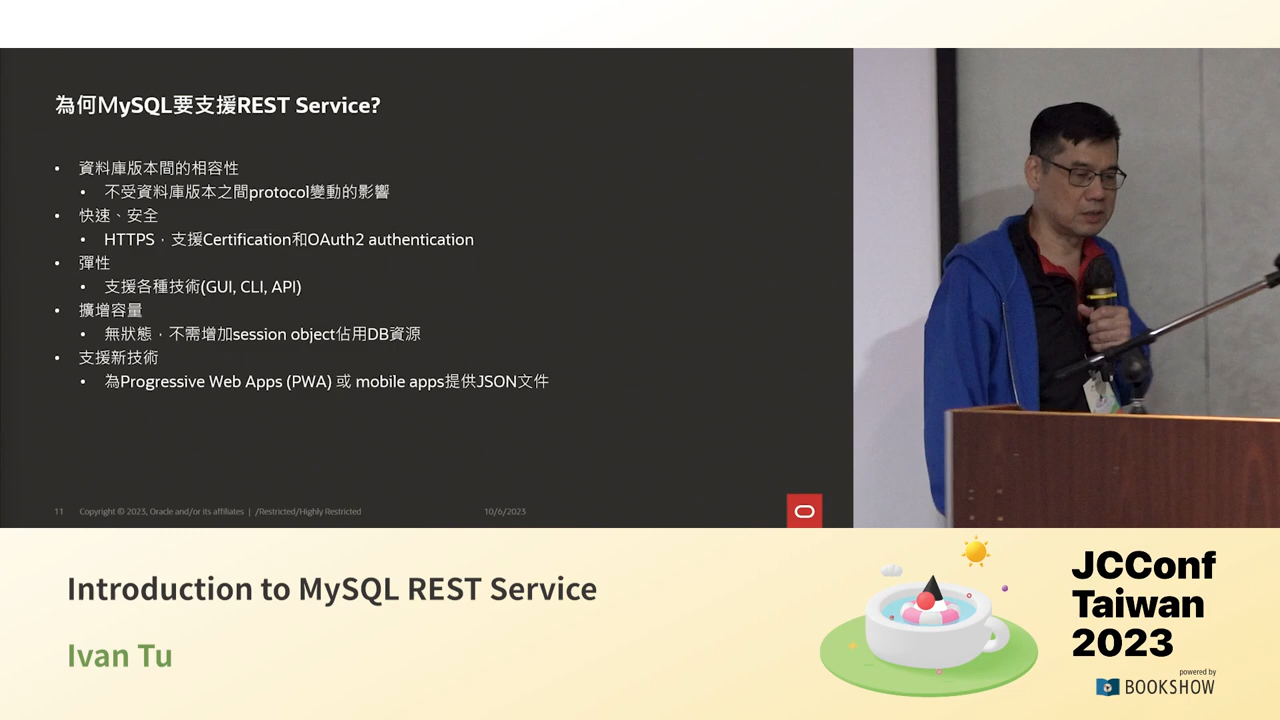 為何MySQL要支援REST Service?
• 資料庫版本間的相容性
• 不受資料庫版本之間protocol變動的影響
• 快速、安全
• HTTPS，支援Certification和OAuth2 authentication
• 彈性
• 支援各種技術(GUI, CLI, API)
• 擴增容量
• 無狀態，不需增加session object佔用DB資源
• 支援新技術
• 為Progressive Web Apps (PWA) 或 mobile apps提供JSON文件
11 Copyright © 2023, Oracle and/or its affiliates | /Restricted/Highly Restricted 10/6/2023
Introduction to MySQL REST Service
Ivan Tu
JCConf
Taiwan
2023
powered by
BOOKSHOW